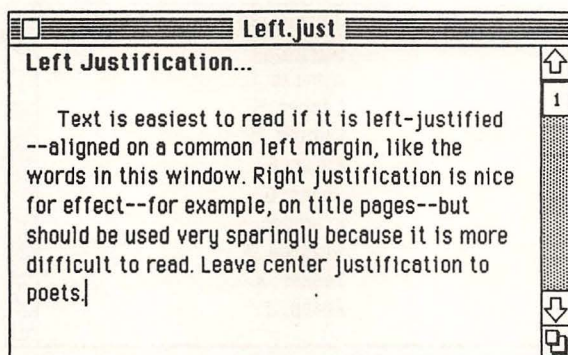 Left.just
Left Justification...
1
Text is easiest to read if it is left-justified
--aligned on a common left margin, like the
words in this window. Right justification is nice
for effect--for example, on title pages--but
should be used very sparingly because it is more
difficult to read. Leave center justification to
poets.